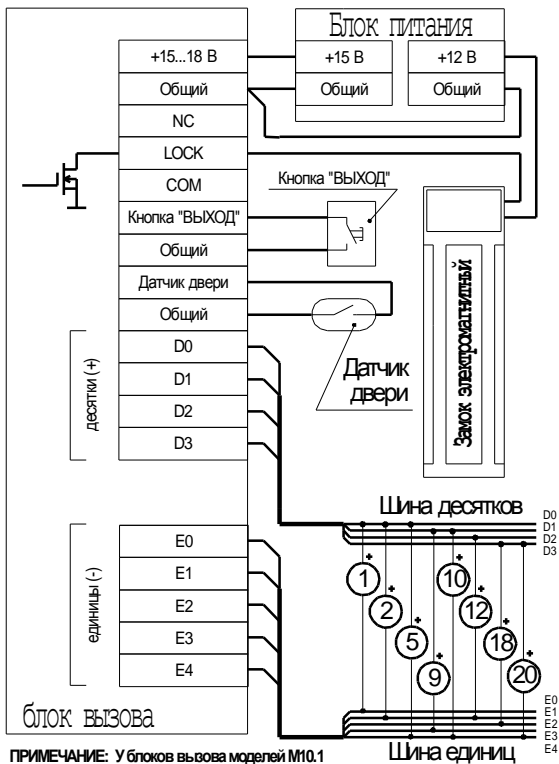 Блок питания
+15...18 В
+15 В
+12 В
Общий
Общий
Общий
NC
LOCK
COM
Кнопка "ВЫХОД"
Кнопка "ВЫХОД"
Общий
Датчик двери
Общий
Датчик
двери
Замок электромагнитный
десятки (+)
D0
D1
D2
D3
Шина десятков
D0
D1
D2
D3
единицы (-)
E0
E1
E2
E3
E4
+
1
+
2
+
5
+
9
+
10
+
12
+
18
+
20
E0
E1
E2
E3
E4
блок вызова
Шина единиц
ПРИМЕЧАНИЕ: У блоков вызова моделей М10.1